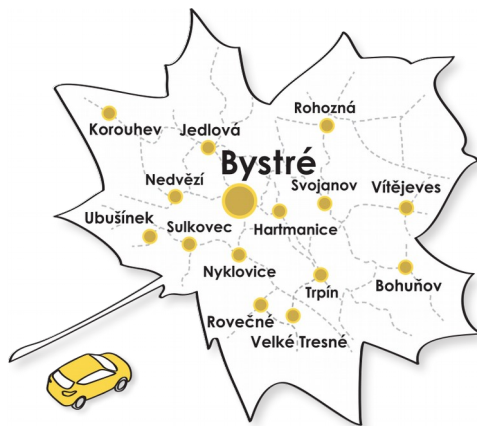 Rohozná
Korouhev
Jedlová
Bystré
Nedvězí
Svojanov
Vítějeves
Ubušínek
Sulkovec
Hartmanice
Nyklovice
Trpín
Bohuňov
Rovečné
Velké Tresné